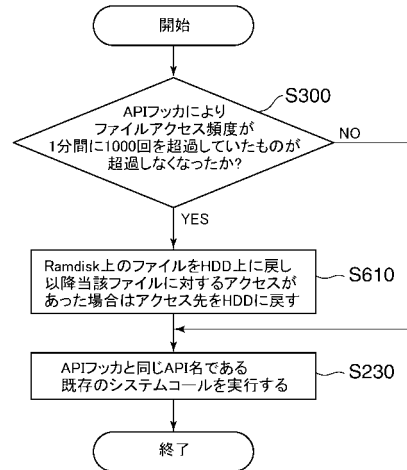 開始
S300
APIフッカにより
ファイルアクセス頻度が
1分間に1000回を超過していたものが
超過しなくなったか?
NO
YES
Ramdisk上のファイルをHDD上に戻し
以降当該ファイルに対するアクセスが
あった場合はアクセス先をHDDに戻す
S610
APIフッカと同じAPI名である
既存のシステムコールを実行する
S230
終了